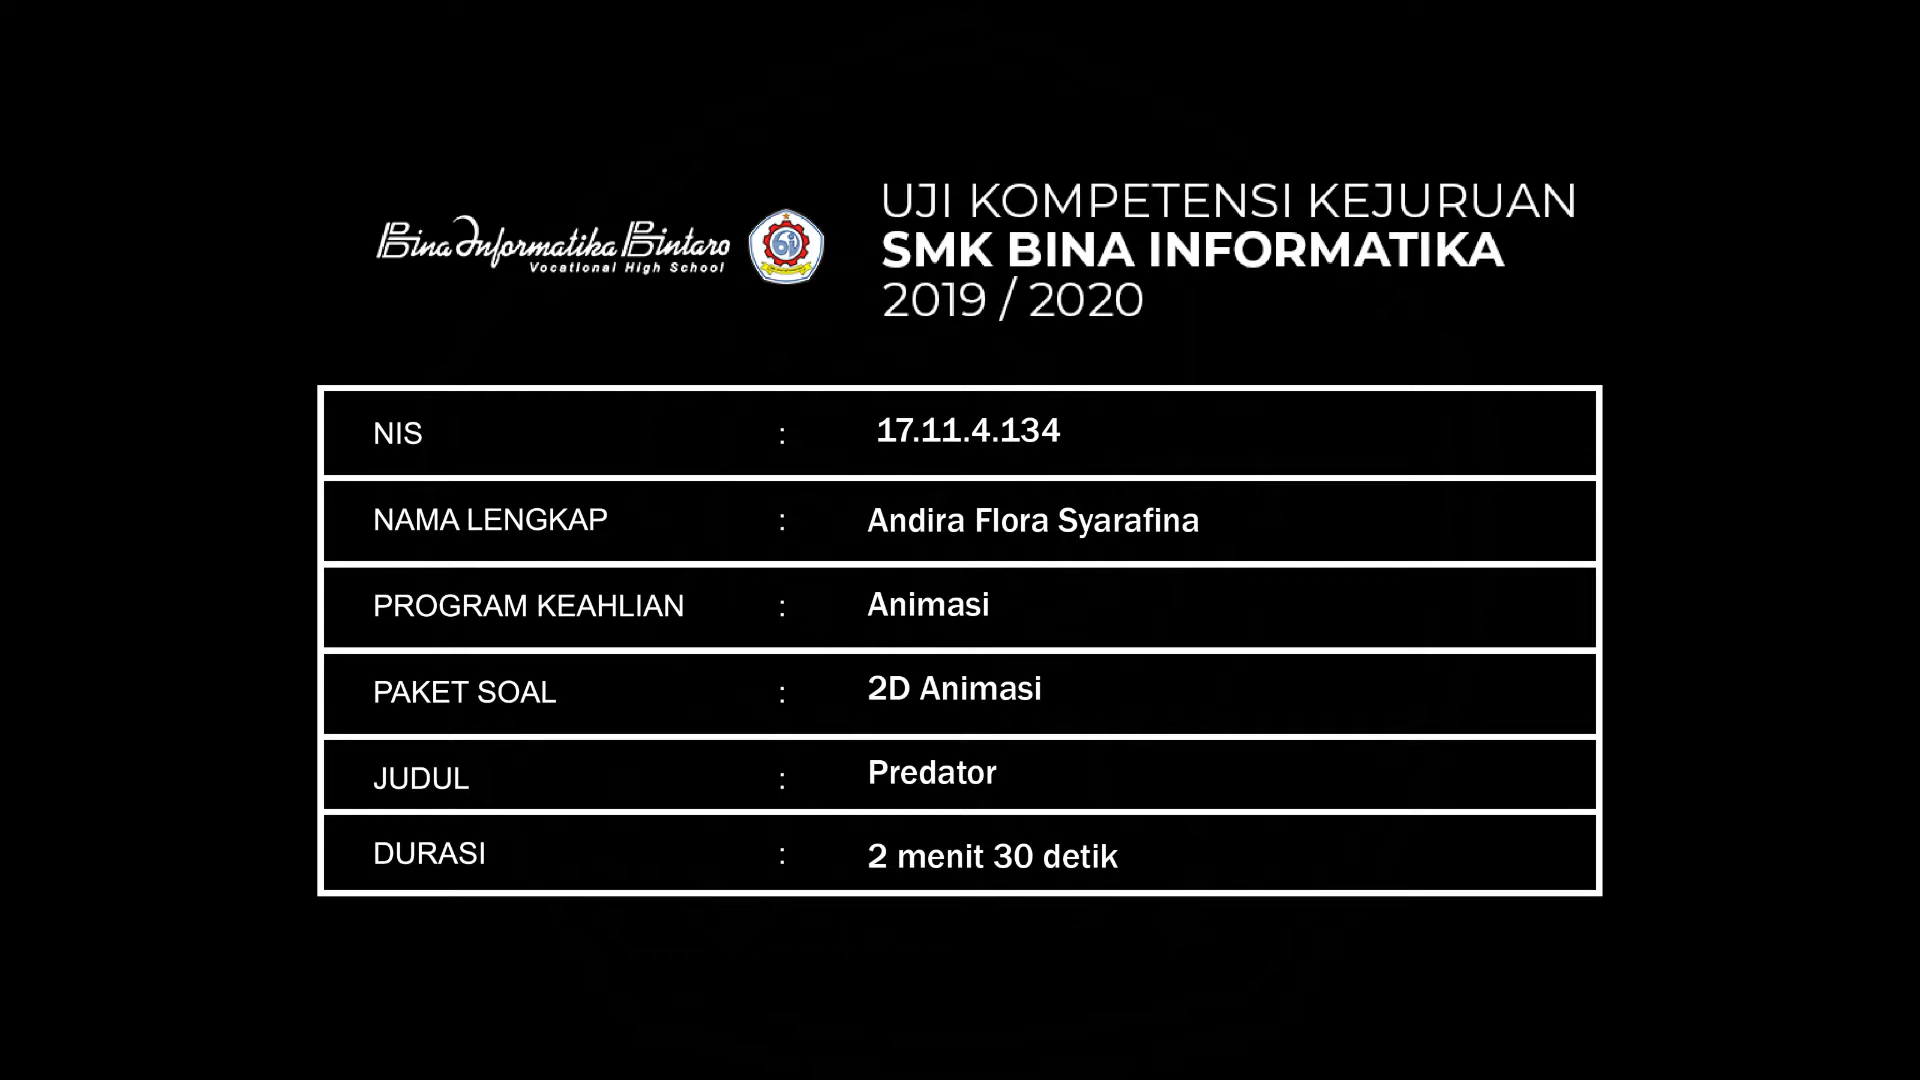 Bina Informatika Bintaro
Vocational High School
UJI KOMPETENSI KEJURUAN
SMK BINA INFORMATIKA
2019 / 2020
NIS : 17.11.4.134
NAMA LENGKAP : Andira Flora Syarafina
PROGRAM KEAHLIAN : Animasi
PAKET SOAL : 2D Animasi
JUDUL : Predator
DURASI : 2 menit 30 detik